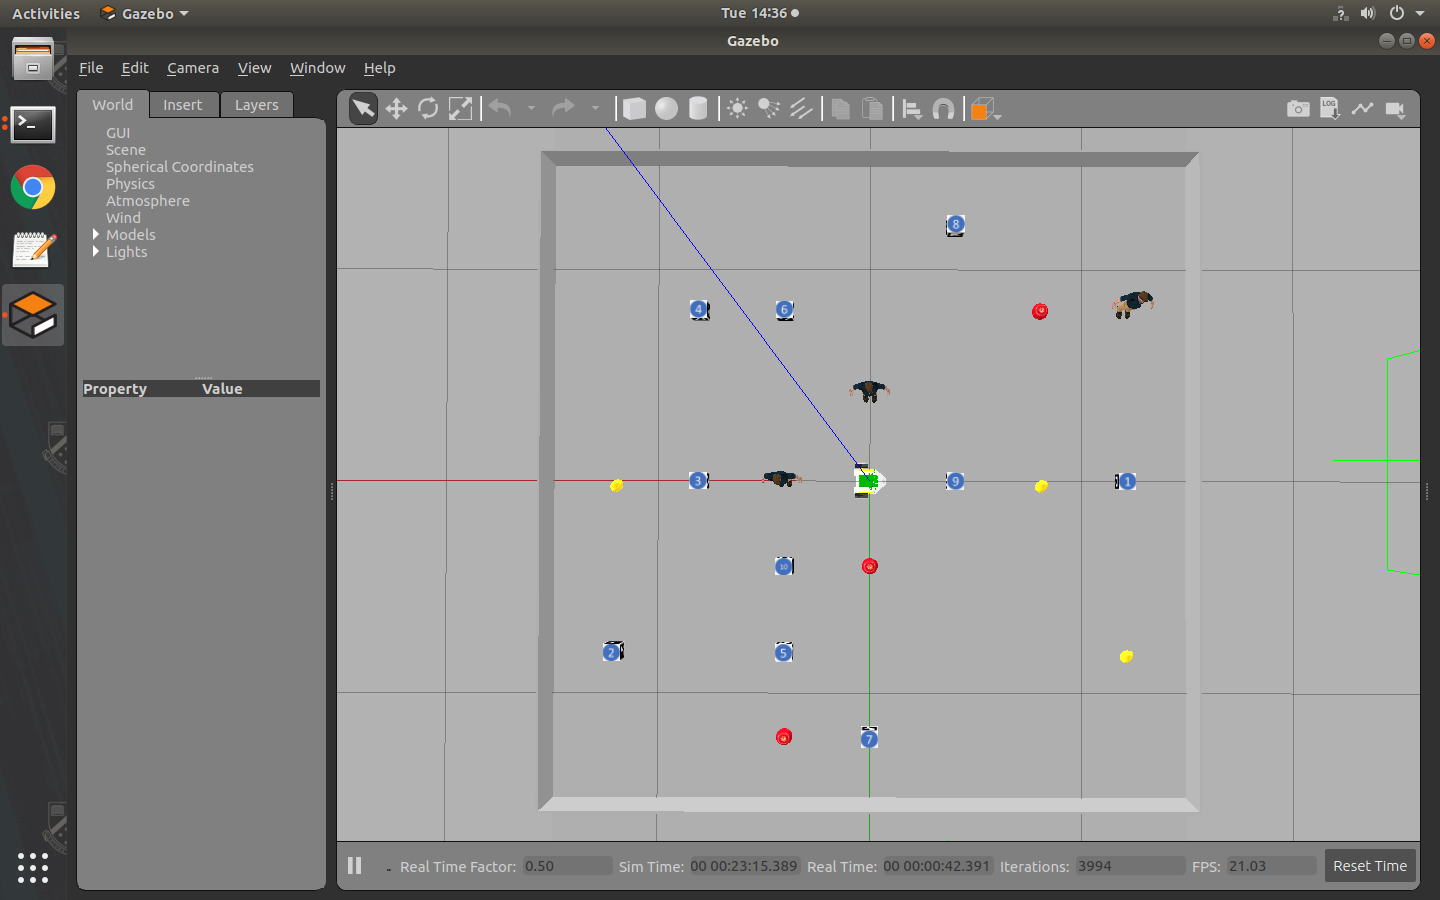 Activities Gazebo Tue 14:36
Gazebo
File Edit Camera View Window Help
World Insert Layers
LOG
GUI
Scene
Spherical Coordinates
Physics
Atmosphere
Wind
Models
Lights
Property Value
8
4 6
3 9 1
10
2 5
7
Real Time Factor: 0.50 Sim Time: 00 00:23:15.389 Real Time: 00 00:00:42.391 Iterations: 3994 FPS: 21.03 Reset Time